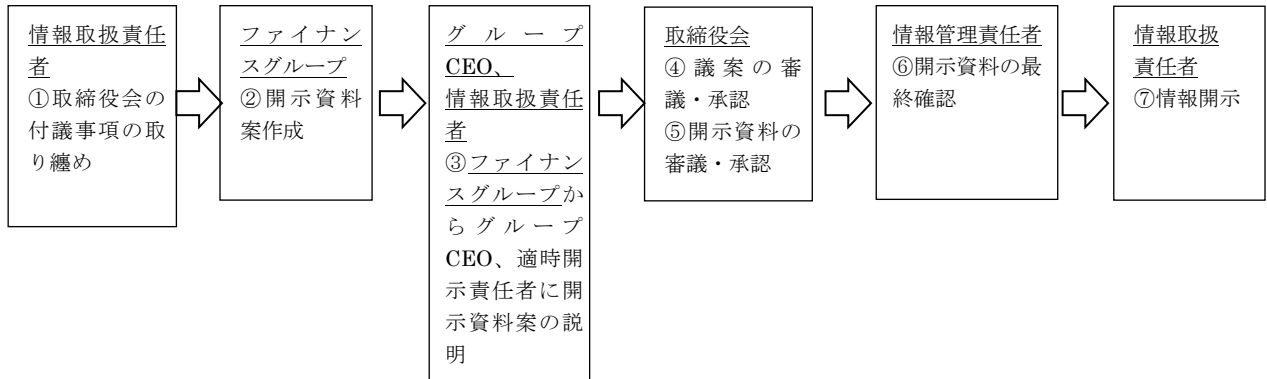 情報取扱責任
者
①取締役会の
付議事項の取
り纏め
ファイナン
スグループ
②開示資料
案作成
グループ
CEO、
情報取扱責任
者
③ファイナン
スグループか
らグループ
CEO、適時開
示責任者に開
示資料案の説
明
取締役会
④議案の審
議・承認
⑤開示資料の
審議・承認
情報管理責任者
⑥開示資料の最
終確認
情報取扱
責任者
⑦情報開示